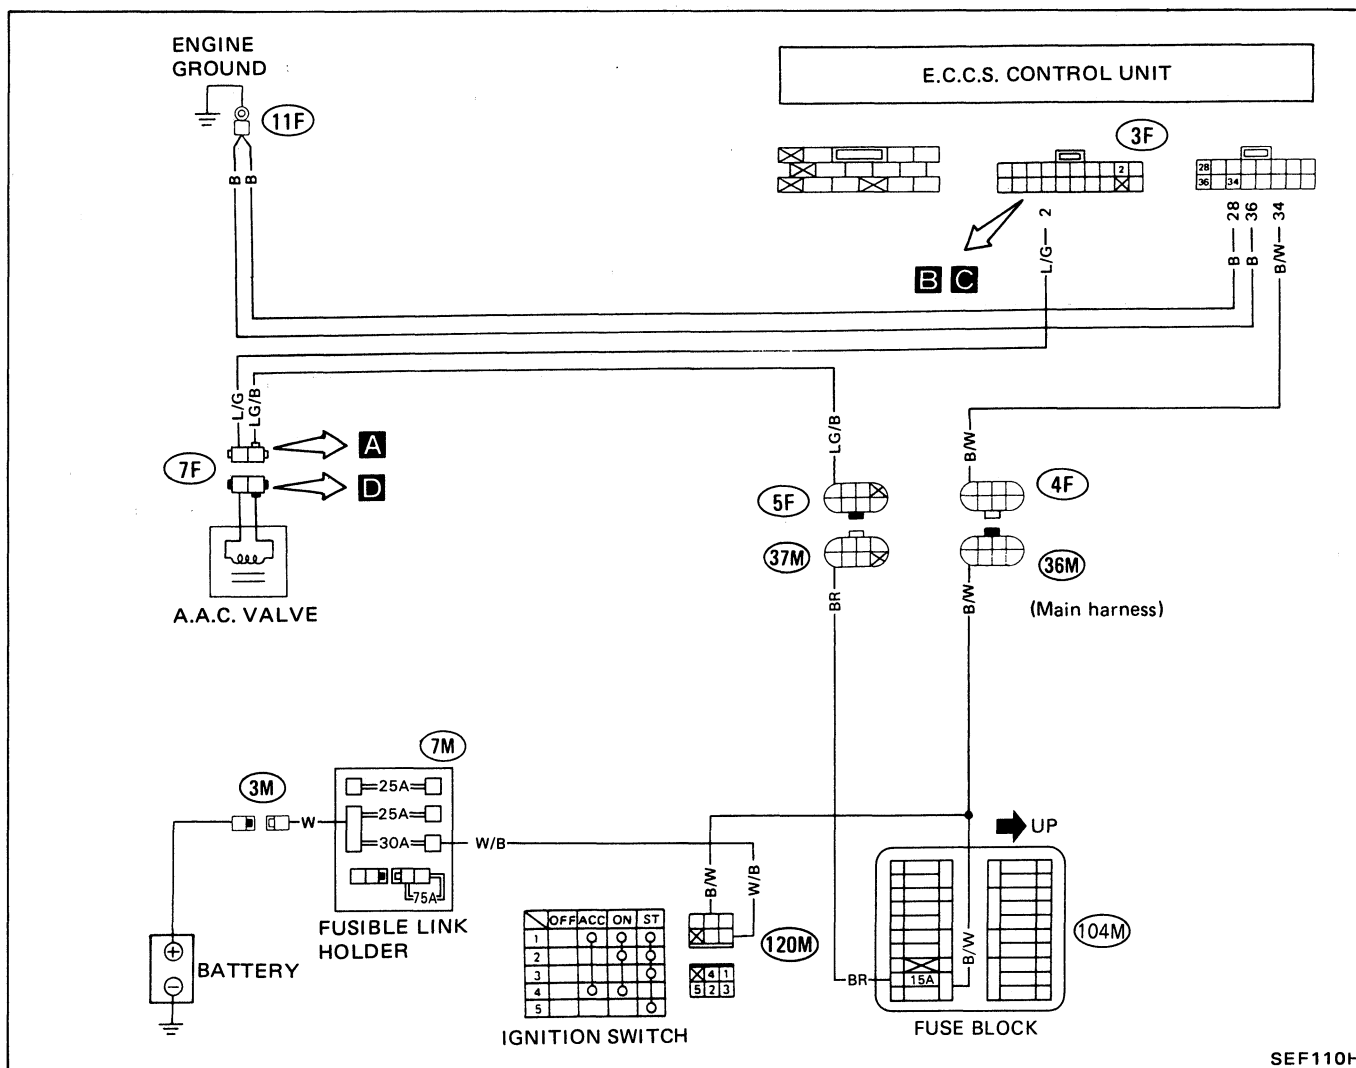 ENGINE
GROUND
11F
E.C.C.S. CONTROL UNIT
3F
2
28
36 34
B B
2
28 36 34
L/G
B B B/W
B C
L/G LG/B
A
7F
D
LG/B
B/W
5F
4F
37M
36M
A.A.C. VALVE
BR
B/W
(Main harness)
7M
3M
25A
25A
W
30A
W/B
75A
FUSIBLE LINK
HOLDER
BATTERY
UP
B/W
W/B
OFF ACC ON ST
1
2
3
4
5
IGNITION SWITCH
120M
4 1
5 2 3
B/W
104M
BR
15A
FUSE BLOCK
SEF110H